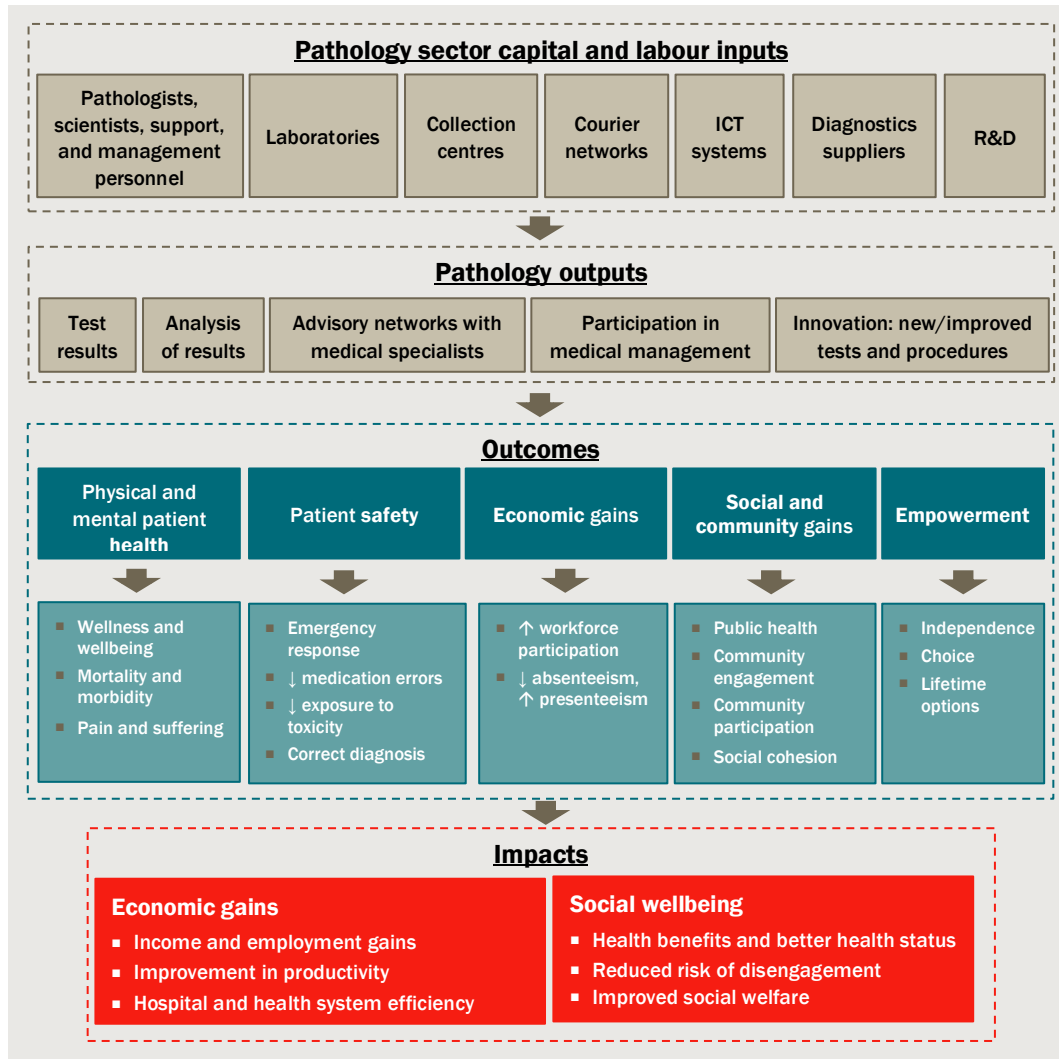 Pathology sector capital and labour inputs
Pathologists,
scientists, support,
and management
personnel
Laboratories
Collection
centres
Courier
networks
ICT
systems
Diagnostics
suppliers
R&D
Pathology outputs
Test
results
Analysis
of results
Advisory networks with
medical specialists
Participation in
medical management
Innovation: new/improved
tests and procedures
Outcomes
Physical and
mental patient
health
Patient safety
Economic gains
Social and
community gains
Empowerment
■ Wellness and
wellbeing
■ Mortality and
morbidity
■ Pain and suffering
■ Emergency
response
■ ↓ medication errors
■ ↓ exposure to
toxicity
■ Correct diagnosis
■ ↑ workforce
participation
■ ↓ absenteeism,
↑ presenteeism
■ Public health
■ Community
engagement
■ Community
participation
■ Social cohesion
■ Independence
■ Choice
■ Lifetime
options
Impacts
Economic gains
■ Income and employment gains
■ Improvement in productivity
■ Hospital and health system efficiency
Social wellbeing
■ Health benefits and better health status
■ Reduced risk of disengagement
■ Improved social welfare